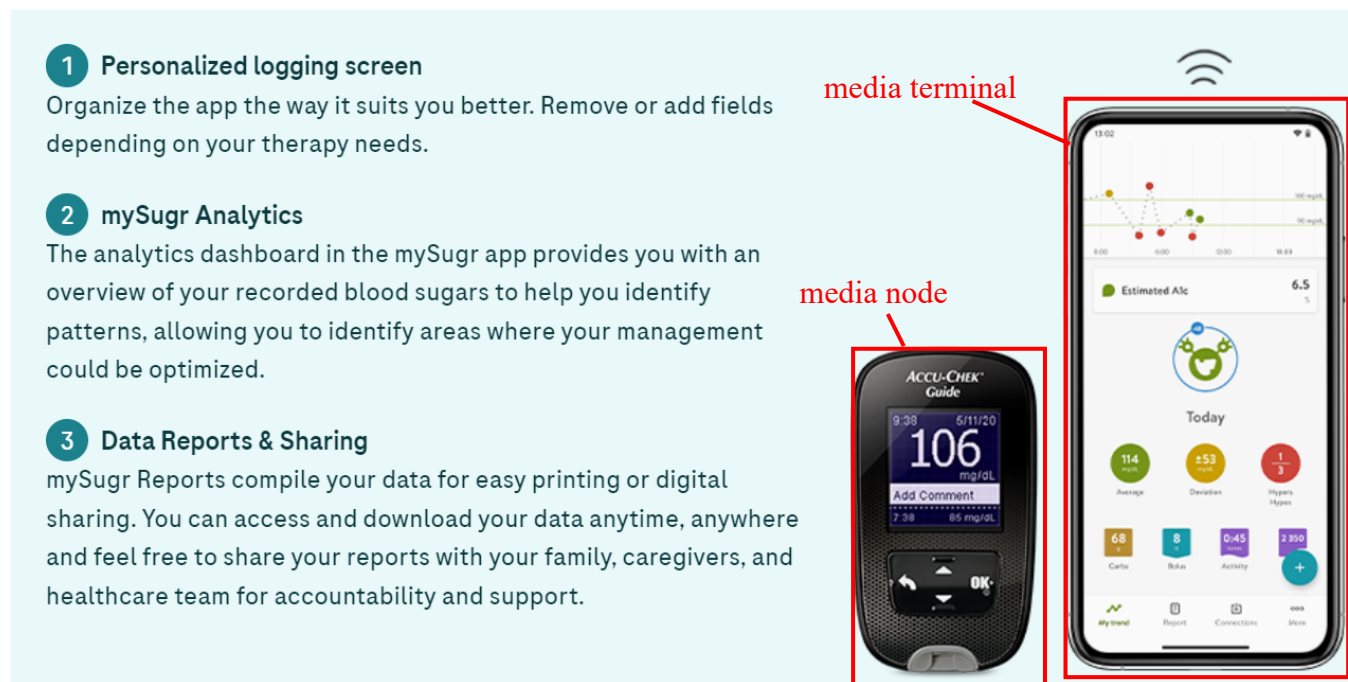 1 Personalized logging screen
Organize the app the way it suits you better. Remove or add fields
depending on your therapy needs.
2 mySugr Analytics
The analytics dashboard in the mySugr app provides you with an
overview of your recorded blood sugars to help you identify
patterns, allowing you to identify areas where your management
could be optimized.
3 Data Reports & Sharing
mySugr Reports compile your data for easy printing or digital
sharing. You can access and download your data anytime, anywhere
and feel free to share your reports with your family, caregivers, and
healthcare team for accountability and support.
media terminal
media node
ACCU-CHEK
Guide
9:38 5/11/20
106
mg/dL
Add Comment
7:38 85 mg/dL
OK
13:02
6:00 12:00
Estimated A1c 6.5
%
Today
114 ±53 1
mg/dL mg/dL 3
Average Deviation Hypers
Hypos
68 8 0:45 2 350
Carbs Bolus Activity
+
My trend Report Connections More